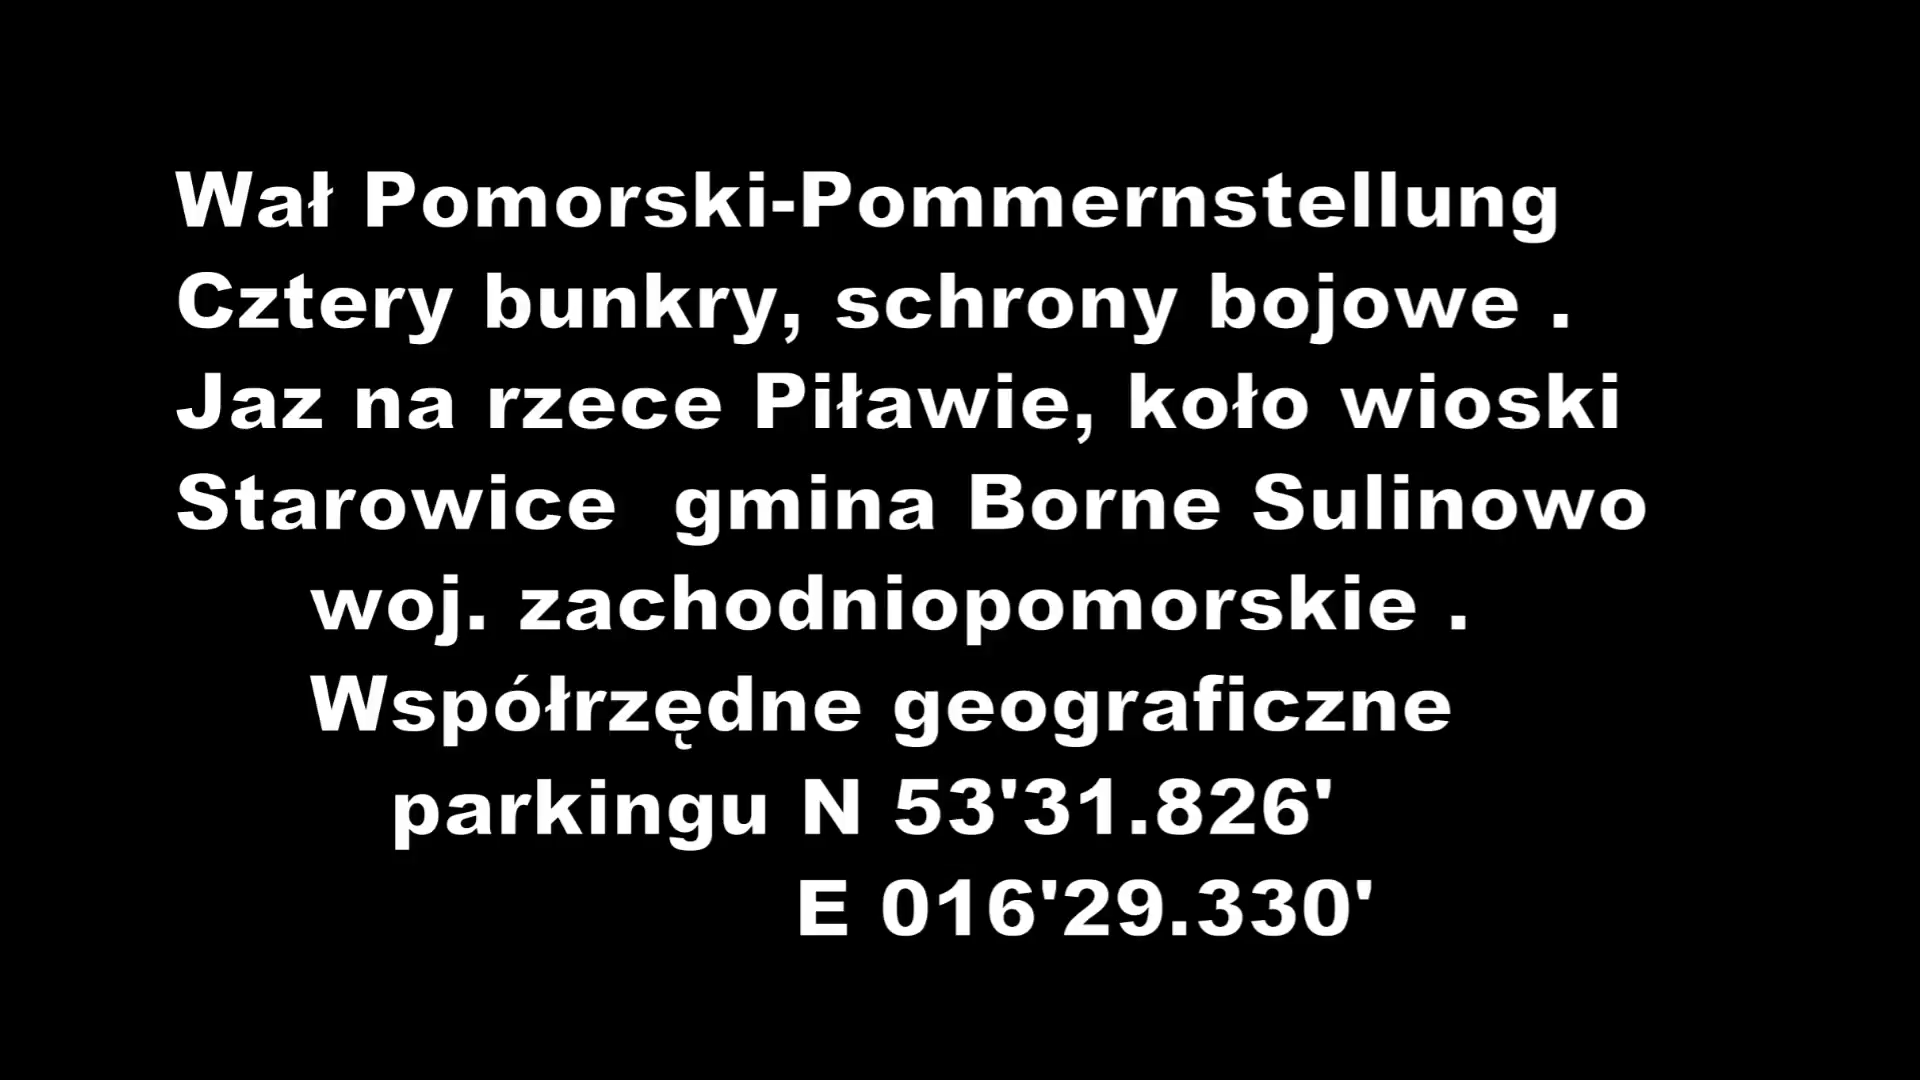 Wał Pomorski-Pommernstellung
Cztery bunkry, schrony bojowe .
Jaz na rzece Piławie, koło wioski
Starowice  gmina Borne Sulinowo
woj. zachodniopomorskie .
Współrzędne geograficzne
parkingu N 53'31.826'
E 016'29.330'